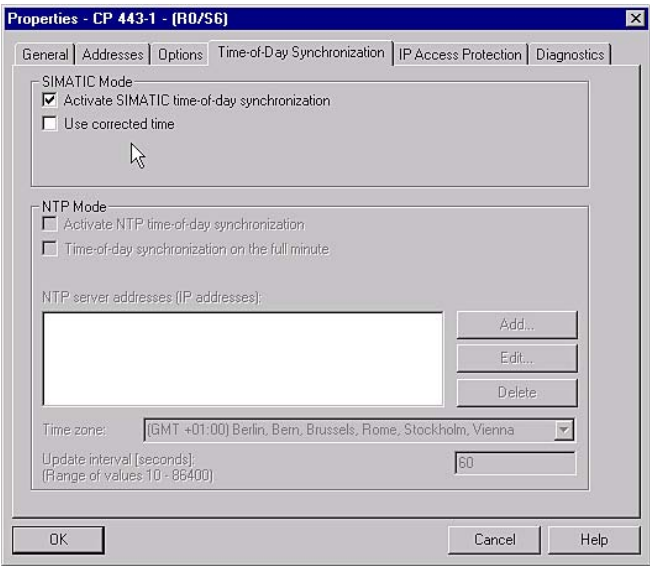 Properties - CP 443-1 - (R0/S6)
General Addresses Options Time-of-Day Synchronization IP Access Protection Diagnostics
SIMATIC Mode
Activate SIMATIC time-of-day synchronization
Use corrected time
NTP Mode
Activate NTP time-of-day synchronization
Time-of-day synchronization on the full minute
NTP server addresses (IP addresses):
Add...
Edit...
Delete
Time zone: (GMT +01:00) Berlin, Bern, Brussels, Rome, Stockholm, Vienna
Update interval [seconds]: 60
(Range of values 10 - 86400)
OK Cancel Help